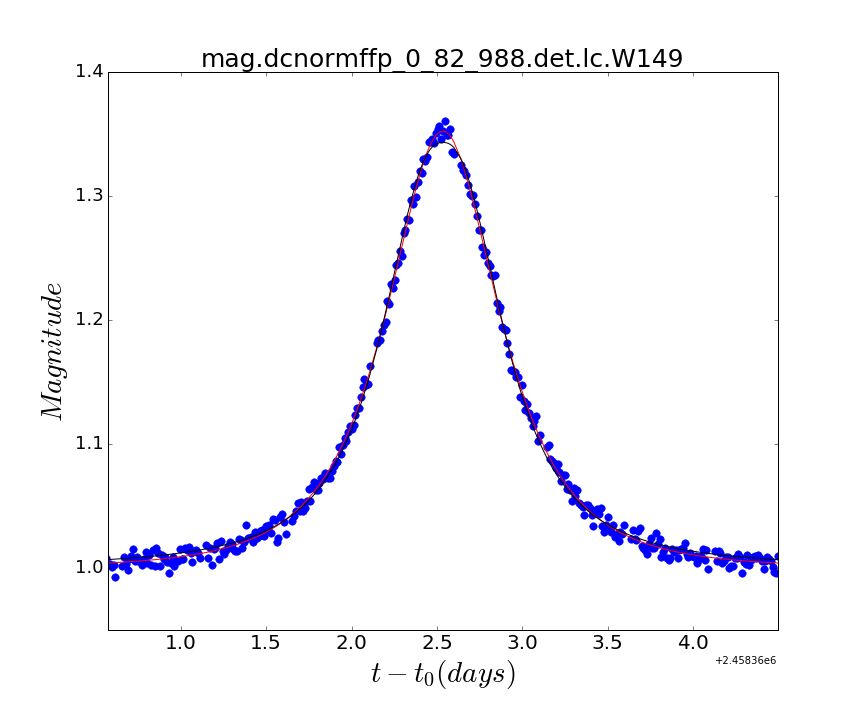 mag.dcnormffp_0_82_988.det.lc.W149
1.4
1.3
1.2
1.1
1.0
Magnitude
1.0 1.5 2.0 2.5 3.0 3.5 4.0
+2.45836e6
t − t₀(days)